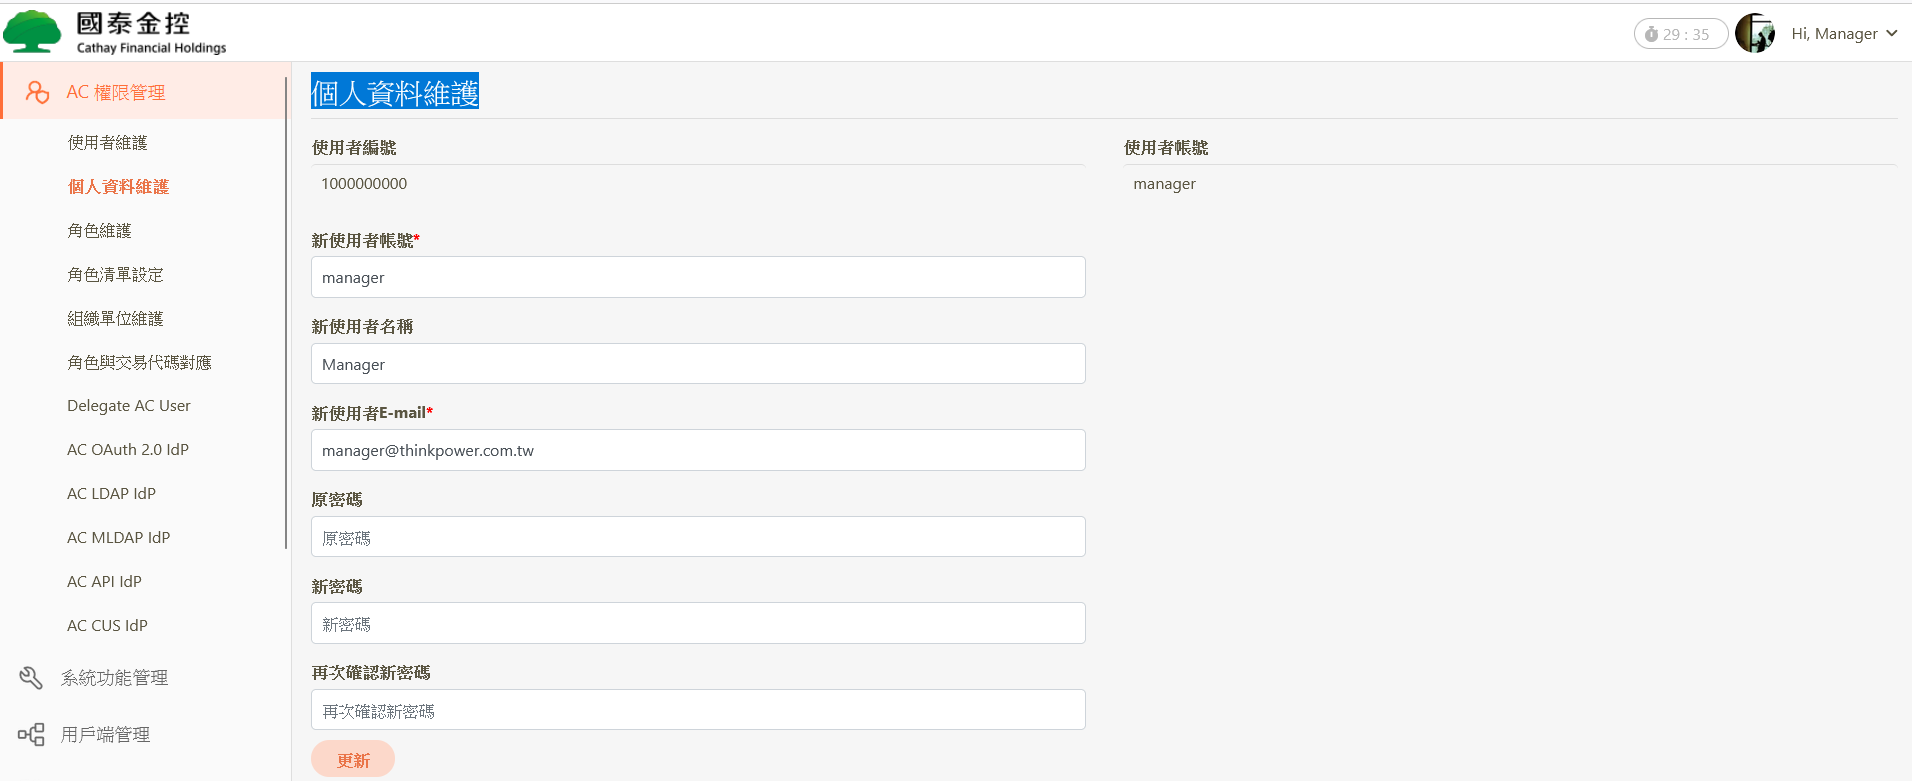 國泰金控
Cathay Financial Holdings
29 : 35
Hi, Manager
AC 權限管理
使用者維護
個人資料維護
角色維護
角色清單設定
組織單位維護
角色與交易代碼對應
Delegate AC User
AC OAuth 2.0 IdP
AC LDAP IdP
AC MLDAP IdP
AC API IdP
AC CUS IdP
系統功能管理
用戶端管理
個人資料維護
使用者編號
1000000000
使用者帳號
manager
新使用者帳號*
manager
新使用者名稱
Manager
新使用者E-mail*
manager@thinkpower.com.tw
原密碼
原密碼
新密碼
新密碼
再次確認新密碼
再次確認新密碼
更新